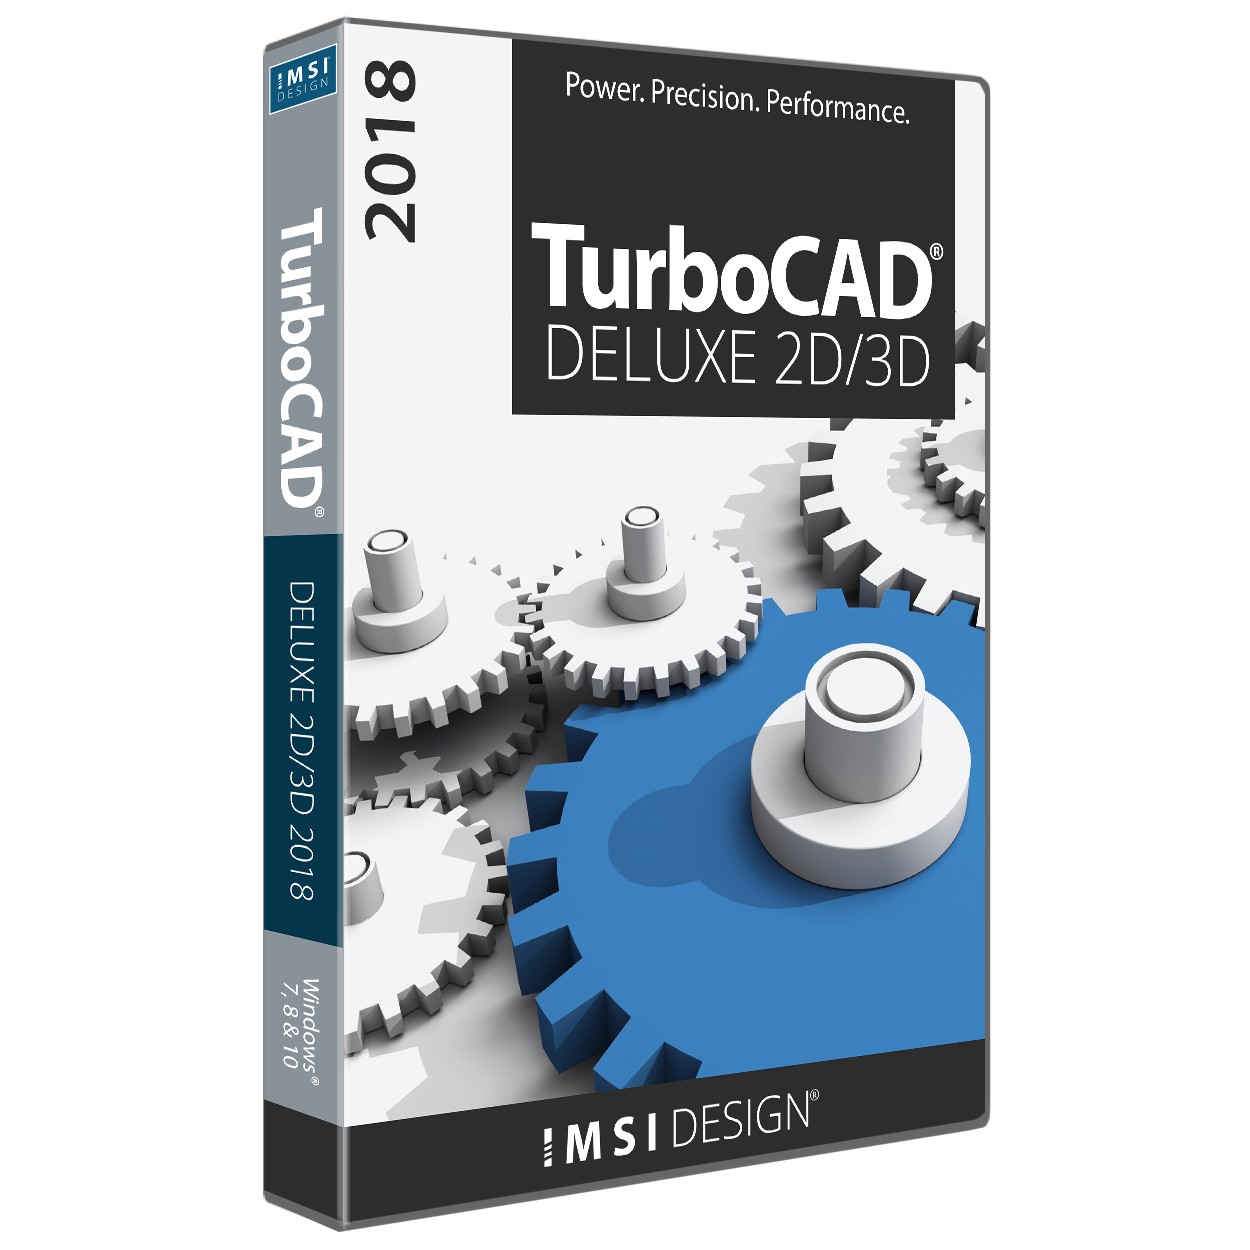 IMSI®
DESIGN
TurboCAD®
DELUXE 2D/3D 2018
Windows®
7, 8 & 10
2018
Power. Precision. Performance.
TurboCAD®
DELUXE 2D/3D
IMSI DESIGN®